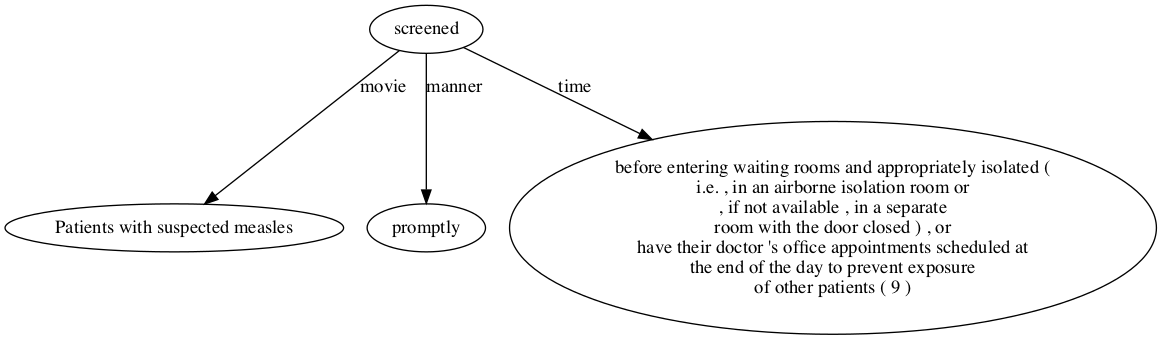 screened
movie
manner
time
Patients with suspected measles
promptly
before entering waiting rooms and appropriately isolated (
i.e. , in an airborne isolation room or
, if not available , in a separate
room with the door closed ) , or
have their doctor 's office appointments scheduled at
the end of the day to prevent exposure
of other patients ( 9 )